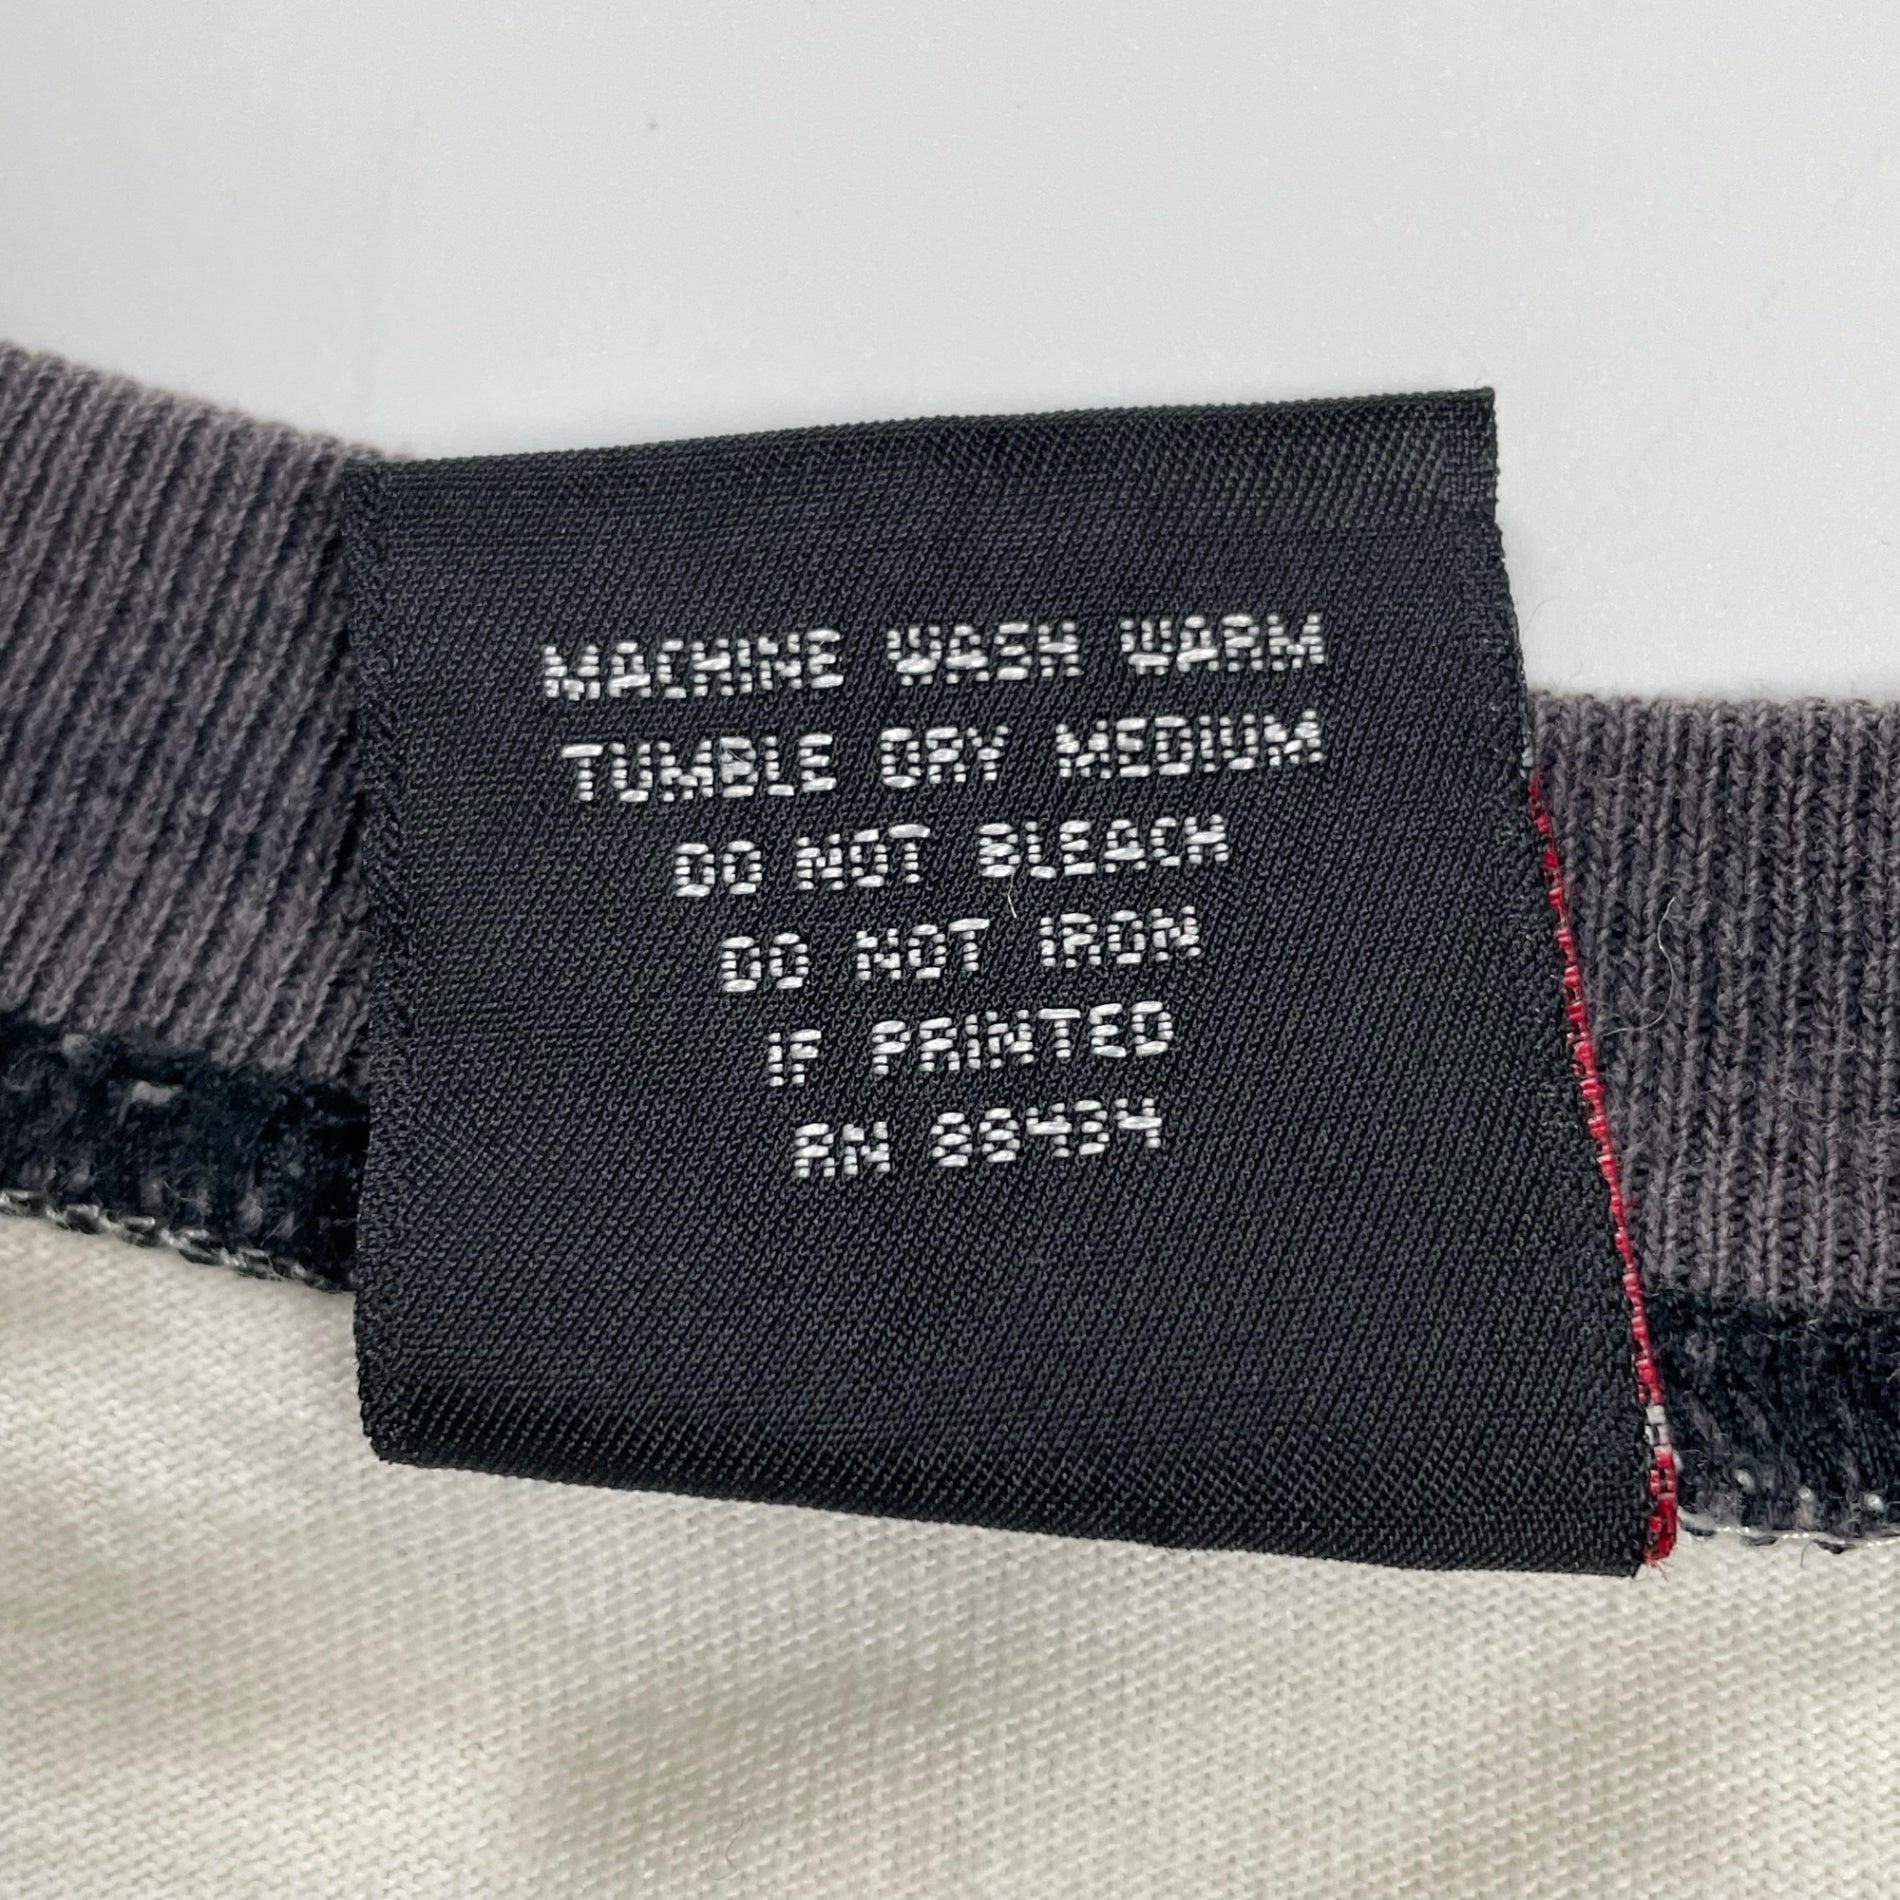 MACHINE WASH WARM
TUMBLE DRY MEDIUM
DO NOT BLEACH
DO NOT IRON
IF PRINTED
RN 88434